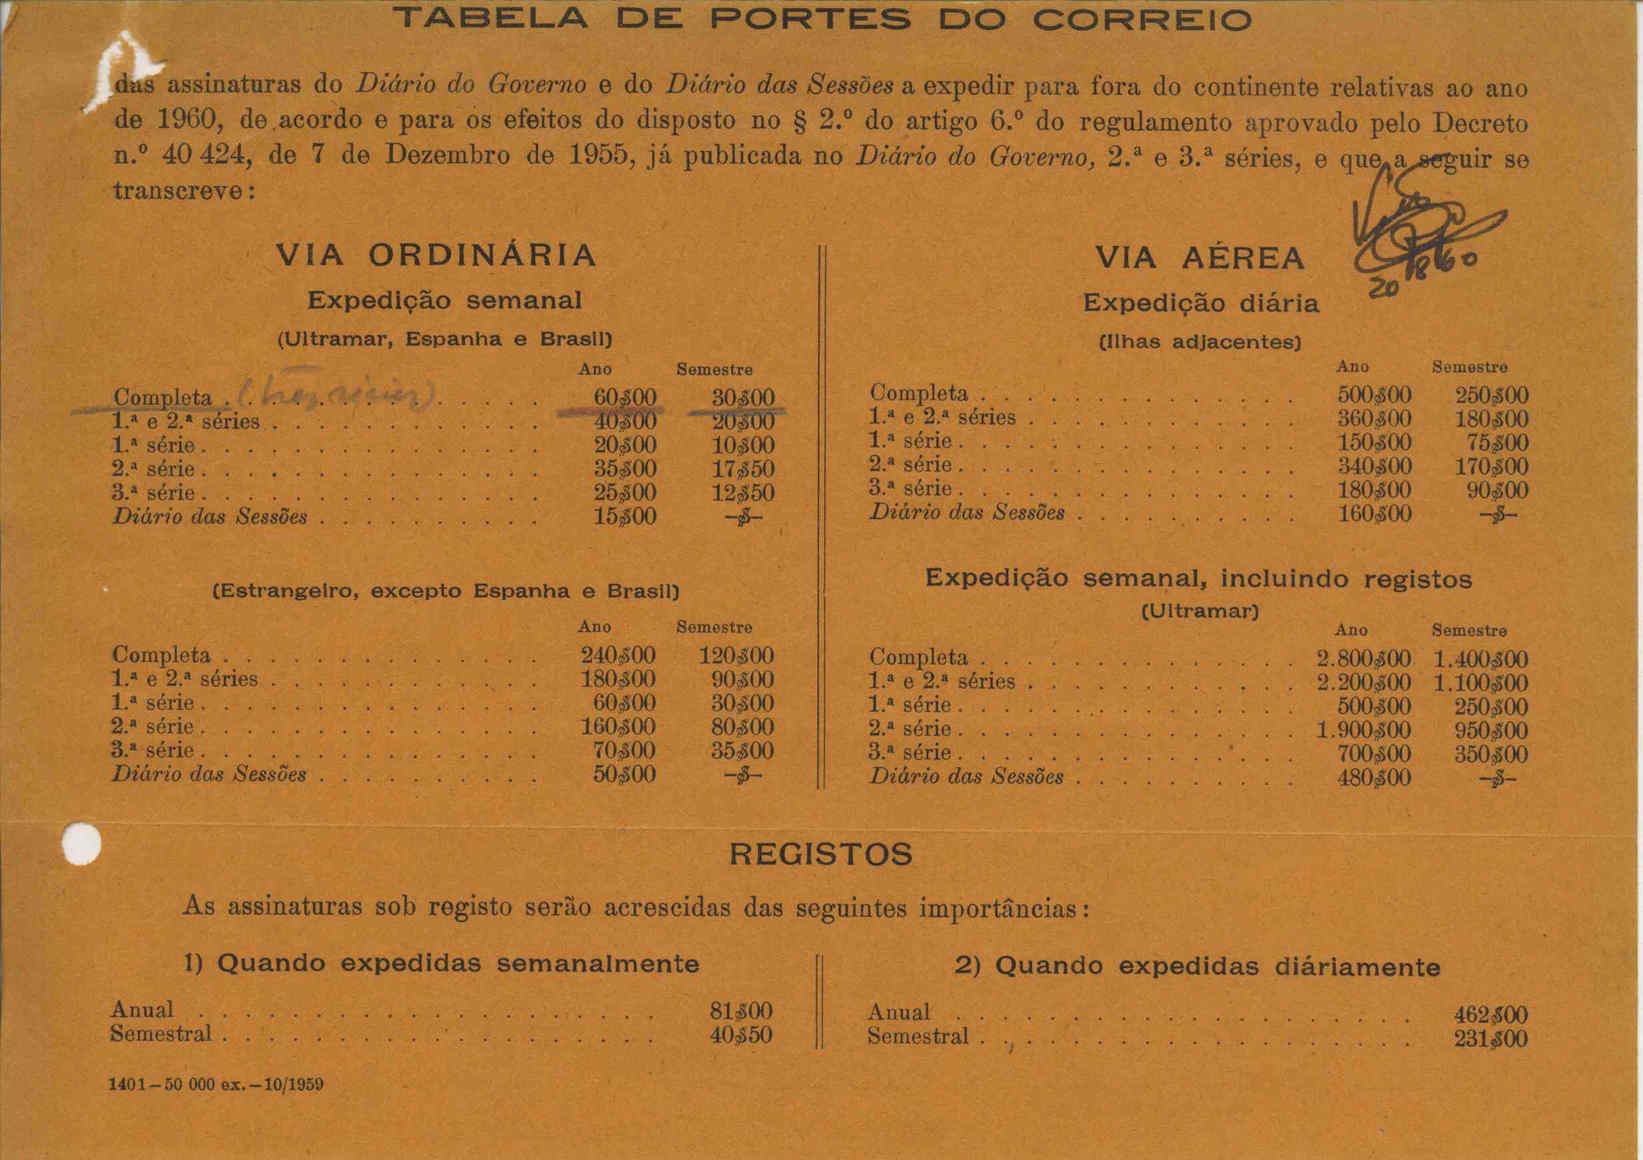 TABELA DE PORTES DO CORREIO
das assinaturas do Diário do Governo e do Diário das Sessões a expedir para fora do continente relativas ao ano
de 1960, de acordo e para os efeitos do disposto no § 2.º do artigo 6.º do regulamento aprovado pelo Decreto
n.º 40 424, de 7 de Dezembro de 1955, já publicada no Diário do Governo, 2.ª e 3.ª séries, e que a seguir se
transcreve:
VIA ORDINÁRIA
Expedição semanal
(Ultramar, Espanha e Brasil)
Ano Semestre
Completa . . . . . . . . . . . . . . 60$00 30$00
1.ª e 2.ª séries . . . . . . . . . . . . 40$00 20$00
1.ª série . . . . . . . . . . . . . . . 20$00 10$00
2.ª série . . . . . . . . . . . . . . . 35$00 17$50
3.ª série . . . . . . . . . . . . . . . 25$00 12$50
Diário das Sessões . . . . . . . . . . 15$00 –$–
(Estrangeiro, excepto Espanha e Brasil)
Ano Semestre
Completa . . . . . . . . . . . . . . 240$00 120$00
1.ª e 2.ª séries . . . . . . . . . . . . 180$00 90$00
1.ª série . . . . . . . . . . . . . . . 60$00 30$00
2.ª série . . . . . . . . . . . . . . . 160$00 80$00
3.ª série . . . . . . . . . . . . . . . 70$00 35$00
Diário das Sessões . . . . . . . . . . 50$00 –$–
VIA AÉREA
20/8/60
Expedição diária
(Ilhas adjacentes)
Ano Semestre
Completa . . . . . . . . . . . . . . 500$00 250$00
1.ª e 2.ª séries . . . . . . . . . . . . 360$00 180$00
1.ª série . . . . . . . . . . . . . . . 150$00 75$00
2.ª série . . . . . . . . . . . . . . . 340$00 170$00
3.ª série . . . . . . . . . . . . . . . 180$00 90$00
Diário das Sessões . . . . . . . . . . 160$00 –$–
Expedição semanal, incluindo registos
(Ultramar)
Ano Semestre
Completa . . . . . . . . . . . . . . 2.800$00 1.400$00
1.ª e 2.ª séries . . . . . . . . . . . . 2.200$00 1.100$00
1.ª série . . . . . . . . . . . . . . . 500$00 250$00
2.ª série . . . . . . . . . . . . . . . 1.900$00 950$00
3.ª série . . . . . . . . . . . . . . . 700$00 350$00
Diário das Sessões . . . . . . . . . . 480$00 –$–
REGISTOS
As assinaturas sob registo serão acrescidas das seguintes importâncias:
1) Quando expedidas semanalmente
Anual . . . . . . . . . . . . . . . . . . . . 81$00
Semestral . . . . . . . . . . . . . . . . . . . 40$50
2) Quando expedidas diáriamente
Anual . . . . . . . . . . . . . . . . . . . . 462$00
Semestral . . . . . . . . . . . . . . . . . . . 231$00
1401—50 000 ex.—10/1959